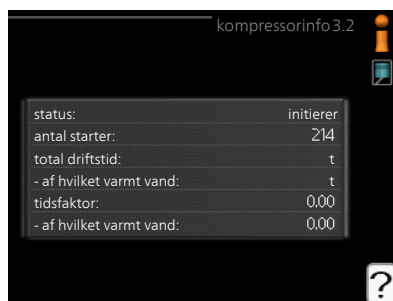 kompressorinfo 3.2
status: initierer
antal starter: 214
total driftstid: t
- af hvilket varmt vand: t
tidsfaktor: 0.00
- af hvilket varmt vand: 0.00
?